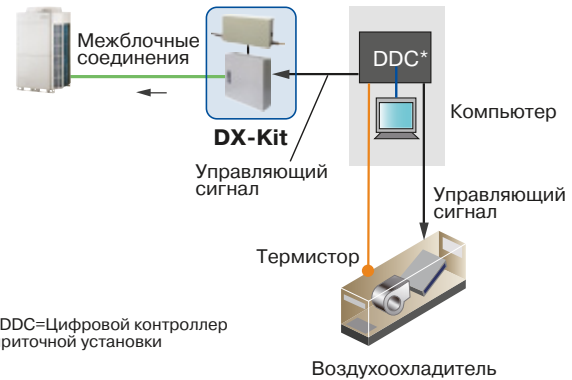 Межблочные
соединения
DDC*
Компьютер
DX-Kit
Управляющий
сигнал
Управляющий
сигнал
Термистор
DDC=Цифровой контроллер
риточной установки
Воздухоохладитель